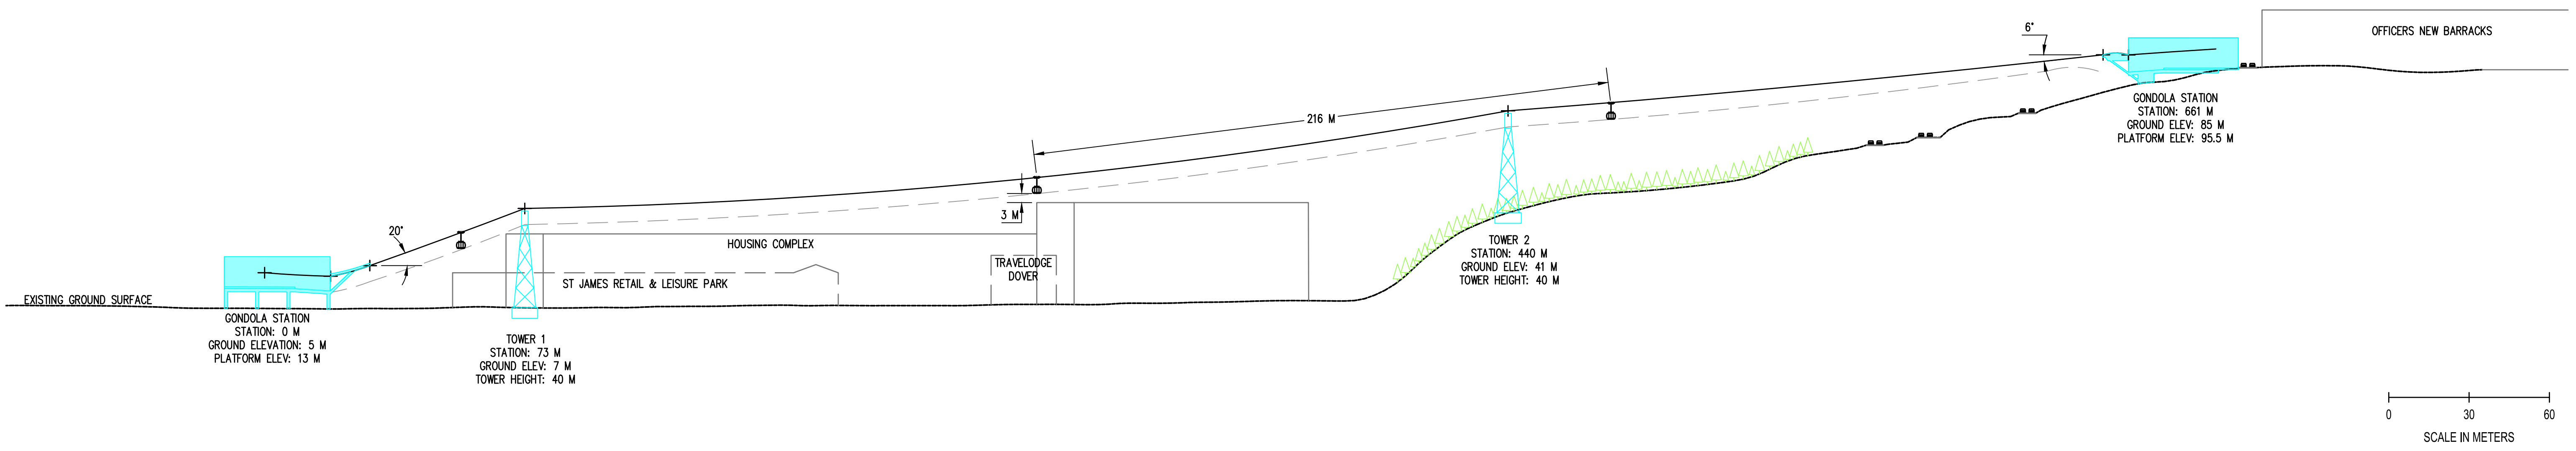 OFFICERS NEW BARRACKS
6°
GONDOLA STATION
STATION: 661 M
GROUND ELEV: 85 M
PLATFORM ELEV: 95.5 M
216 M
3 M
20°
HOUSING COMPLEX
TRAVELODGE
DOVER
ST JAMES RETAIL & LEISURE PARK
TOWER 2
STATION: 440 M
GROUND ELEV: 41 M
TOWER HEIGHT: 40 M
EXISTING GROUND SURFACE
GONDOLA STATION
STATION: 0 M
GROUND ELEVATION: 5 M
PLATFORM ELEV: 13 M
TOWER 1
STATION: 73 M
GROUND ELEV: 7 M
TOWER HEIGHT: 40 M
0 30 60
SCALE IN METERS